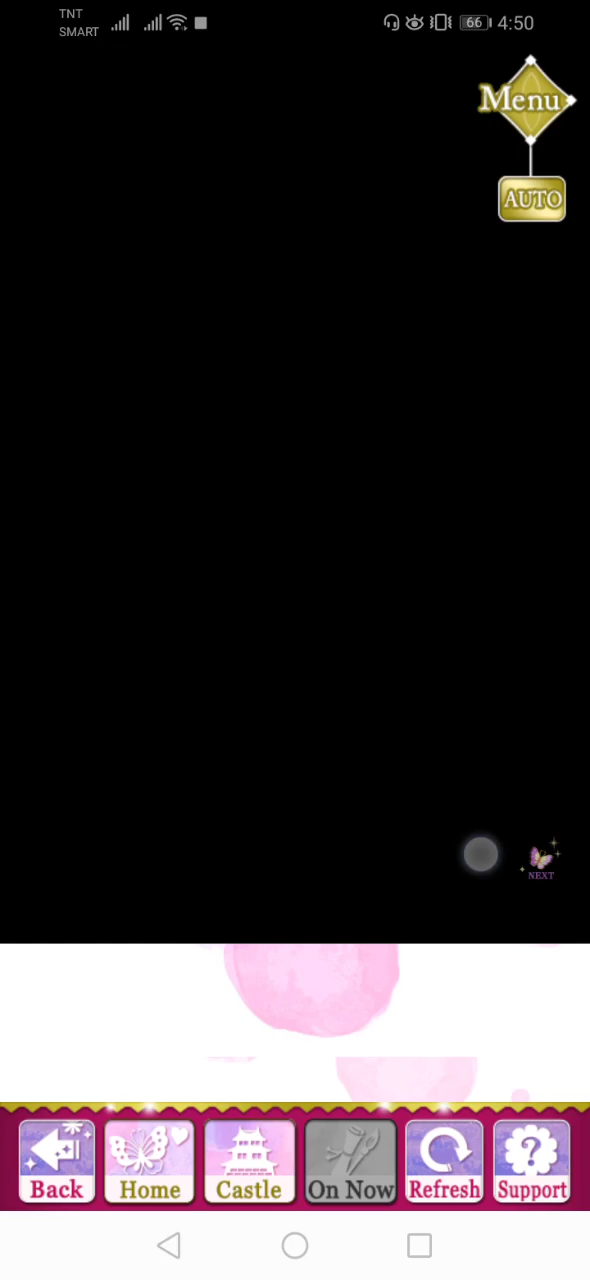 TNT
SMART
66 4:50
Menu
AUTO
NEXT
Back Home Castle On Now Refresh Support